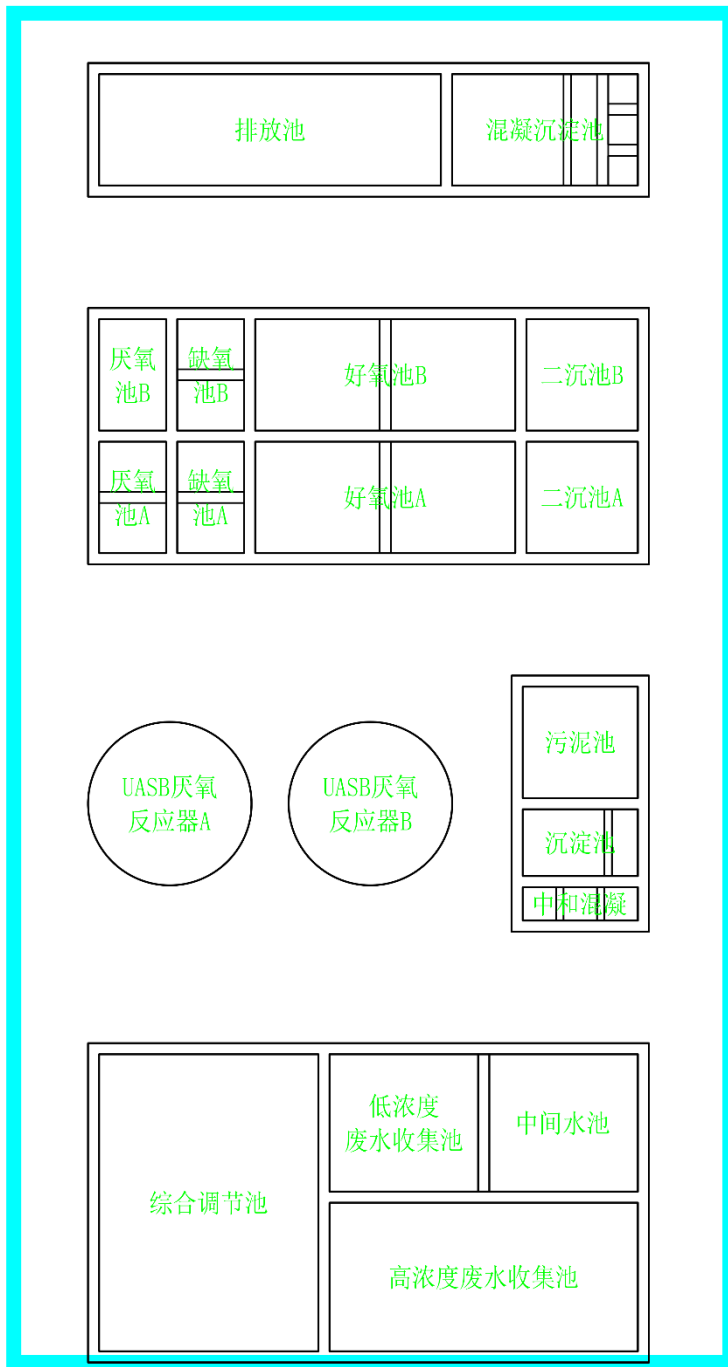 排放池
混凝沉淀池
厌氧
池B
缺氧
池B
好氧池B
二沉池B
厌氧
池A
缺氧
池A
好氧池A
二沉池A
UASB厌氧
反应器A
UASB厌氧
反应器B
污泥池
沉淀池
中和混凝
综合调节池
低浓度
废水收集池
中间水池
高浓度废水收集池